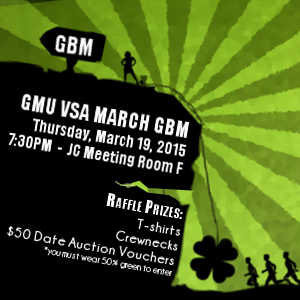 GBM
GMU VSA MARCH GBM
Thursday, March 19, 2015
7:30PM - JC Meeting Room F
RAFFLE PRIZES:
T-shirts
Crewnecks
$50 Date Auction Vouchers
*you must wear 50% green to enter